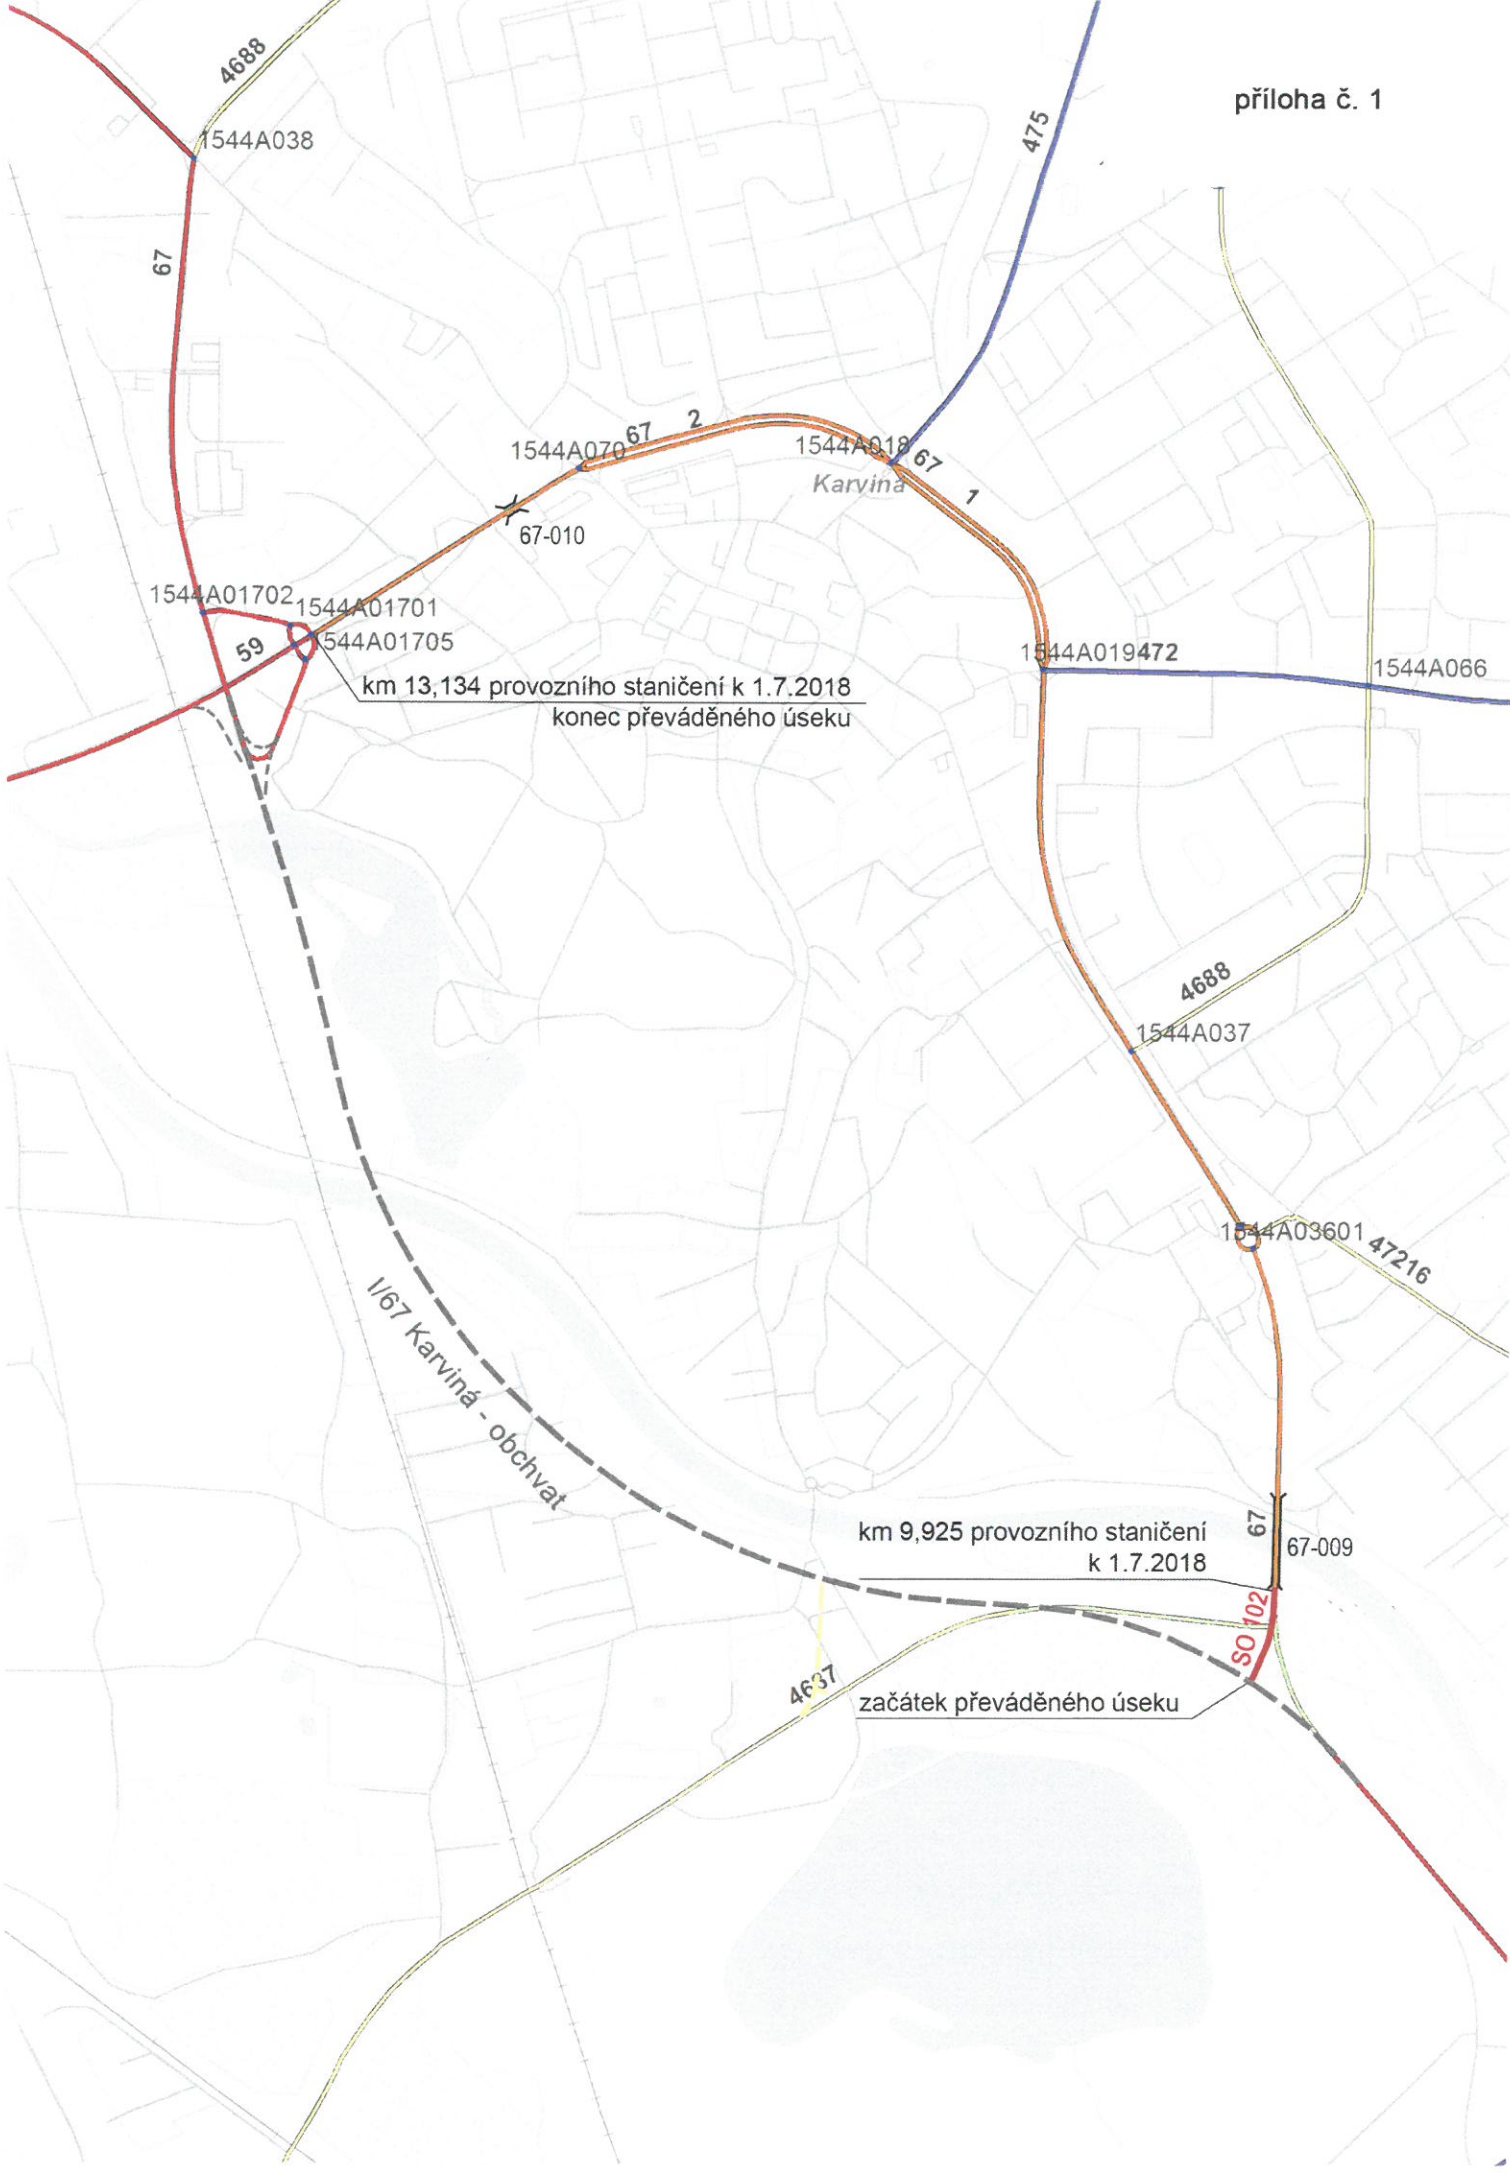 příloha č. 1
4688
1544A038
475
67
67 2
1544A070
1544A018
67
1
Karviná
67-010
1544A01702
1544A01701
1544A01705
59
1544A019
472
1544A066
km 13,134 provozního staničení k 1.7.2018
konec převáděného úseku
4688
1544A037
1544A03601
47216
I/67 Karviná - obchvat
km 9,925 provozního staničení
k 1.7.2018
67
67-009
SO 102
4687
začátek převáděného úseku